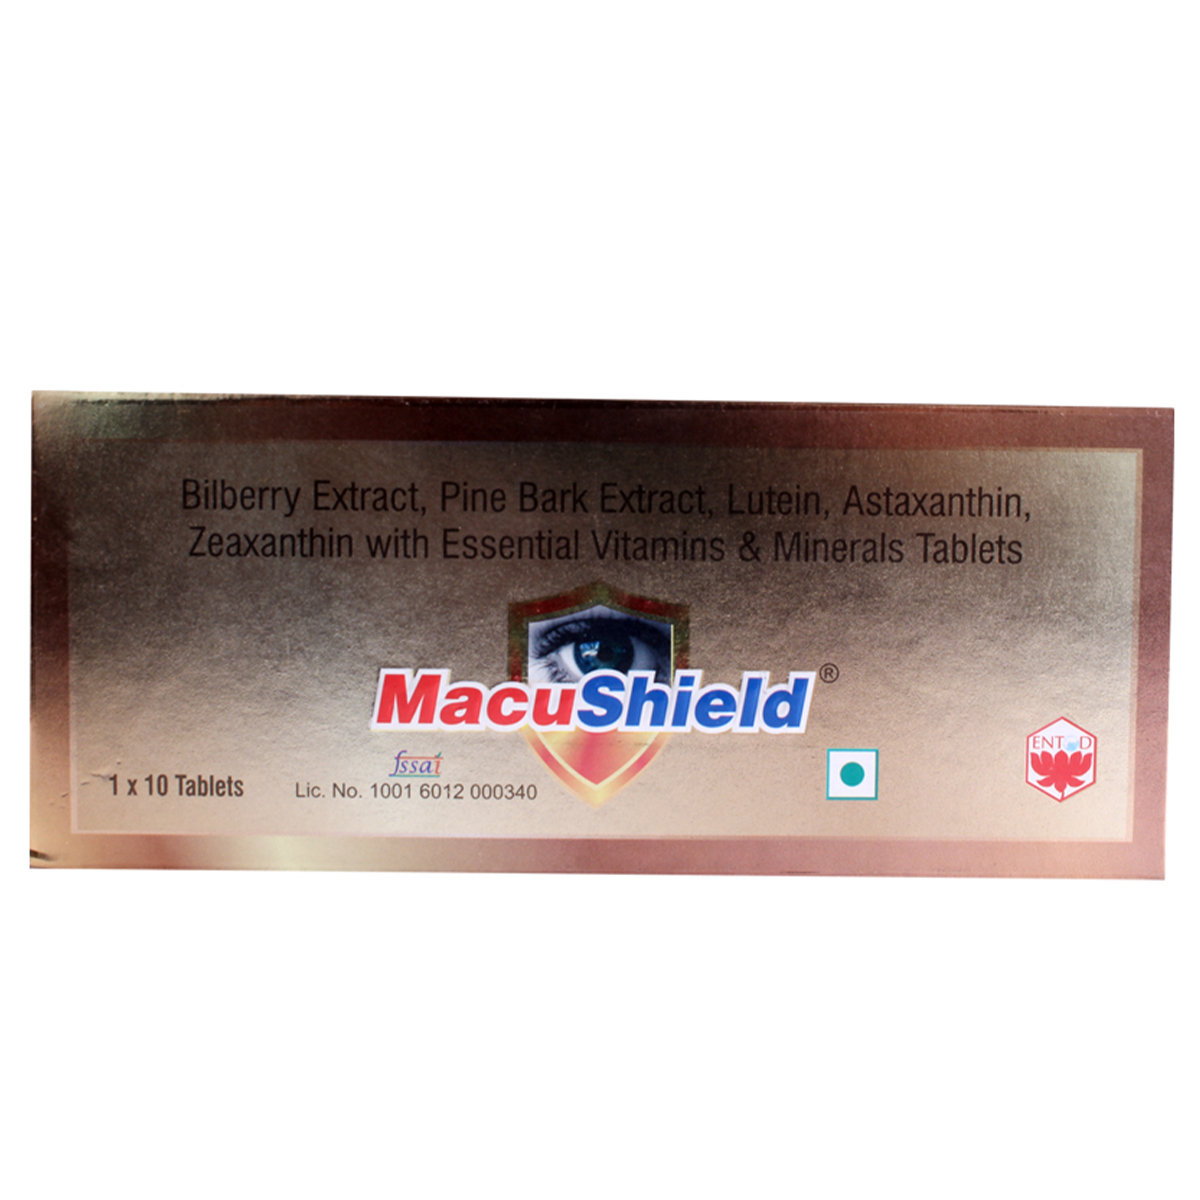 Bilberry Extract, Pine Bark Extract, Lutein, Astaxanthin,
Zeaxanthin with Essential Vitamins & Minerals Tablets
MacuShield®
fssai
1 x 10 Tablets
Lic. No. 1001 6012 000340
ENTOD